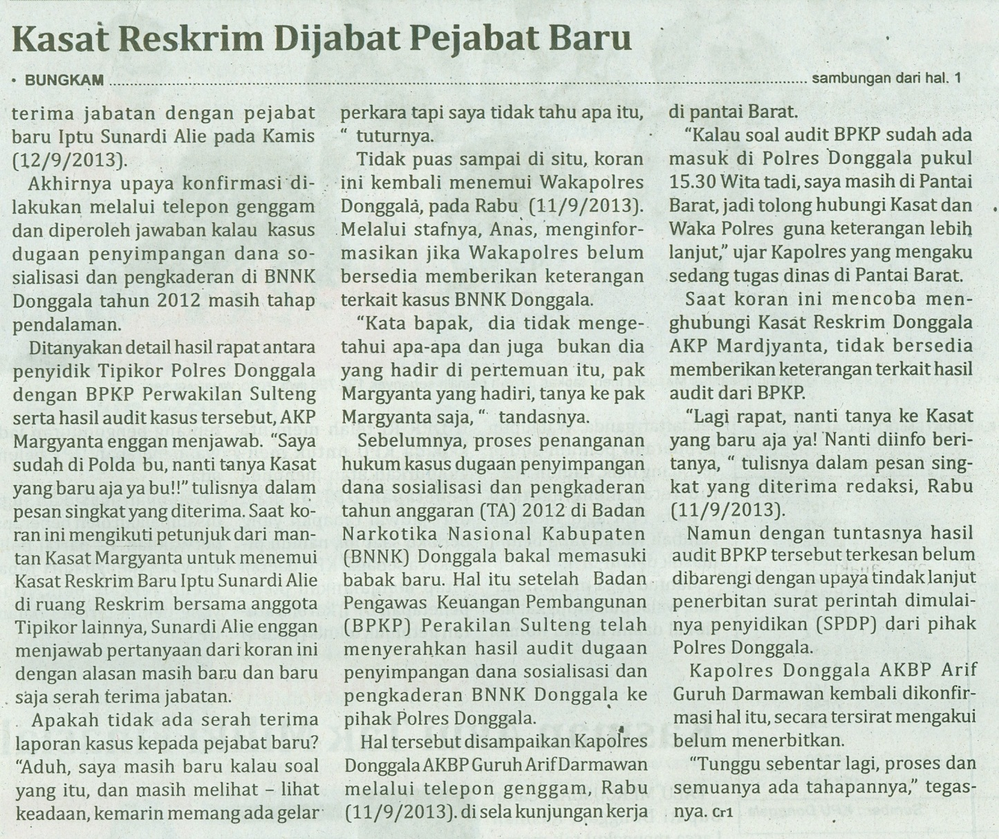 Kasat Reskrim Dijabat Pejabat Baru
• BUNGKAM ........ sambungan dari hal. 1
terima jabatan dengan pejabat
baru Iptu Sunardi Alie pada Kamis
(12/9/2013).
Akhirnya upaya konfirmasi di-
lakukan melalui telepon genggam
dan diperoleh jawaban kalau kasus
dugaan penyimpangan dana so-
sialisasi dan pengkaderan di BNNK
Donggala tahun 2012 masih tahap
pendalaman.
Ditanyakan detail hasil rapat antara
penyidik Tipikor Polres Donggala
dengan BPKP Perwakilan Sulteng
serta hasil audit kasus tersebut, AKP
Margyanta enggan menjawab. “Saya
sudah di Polda bu, nanti tanya Kasat
yang baru aja ya bu!!” tulisnya dalam
pesan singkat yang diterima. Saat ko-
ran ini mengikuti petunjuk dari man-
tan Kasat Margyanta untuk menemui
Kasat Reskrim Baru Iptu Sunardi Alie
di ruang Reskrim bersama anggota
Tipikor lainnya, Sunardi Alie enggan
menjawab pertanyaan dari koran ini
dengan alasan masih baru dan baru
saja serah terima jabatan.
Apakah tidak ada serah terima
laporan kasus kepada pejabat baru?
“Aduh, saya masih baru kalau soal
yang itu, dan masih melihat – lihat
keadaan, kemarin memang ada gelar
perkara tapi saya tidak tahu apa itu,
“ tuturnya.
Tidak puas sampai di situ, koran
ini kembali menemui Wakapolres
Donggala, pada Rabu (11/9/2013).
Melalui stafnya, Anas, menginfor-
masikan jika Wakapolres belum
bersedia memberikan keterangan
terkait kasus BNNK Donggala.
“Kata bapak, dia tidak menge-
tahui apa-apa dan juga bukan dia
yang hadir di pertemuan itu, pak
Margyanta yang hadiri, tanya ke pak
Margyanta saja, “ tandasnya.
Sebelumnya, proses penanganan
hukum kasus dugaan penyimpangan
dana sosialisasi dan pengkaderan
tahun anggaran (TA) 2012 di Badan
Narkotika Nasional Kabupaten
(BNNK) Donggala bakal memasuki
babak baru. Hal itu setelah Badan
Pengawas Keuangan Pembangunan
(BPKP) Perakilan Sulteng telah
menyerahkan hasil audit dugaan
penyimpangan dana sosialisasi dan
pengkaderan BNNK Donggala ke
pihak Polres Donggala.
Hal tersebut disampaikan Kapolres
Donggala AKBP Guruh Arif Darmawan
melalui telepon genggam, Rabu
(11/9/2013). di sela kunjungan kerja
di pantai Barat.
“Kalau soal audit BPKP sudah ada
masuk di Polres Donggala pukul
15.30 Wita tadi, saya masih di Pantai
Barat, jadi tolong hubungi Kasat dan
Waka Polres guna keterangan lebih
lanjut,” ujar Kapolres yang mengaku
sedang tugas dinas di Pantai Barat.
Saat koran ini mencoba men-
ghubungi Kasat Reskrim Donggala
AKP Mardjyanta, tidak bersedia
memberikan keterangan terkait hasil
audit dari BPKP.
“Lagi rapat, nanti tanya ke Kasat
yang baru aja ya! Nanti diinfo beri-
tanya, “ tulisnya dalam pesan sing-
kat yang diterima redaksi, Rabu
(11/9/2013).
Namun dengan tuntasnya hasil
audit BPKP tersebut terkesan belum
dibarengi dengan upaya tindak lanjut
penerbitan surat perintah dimulai-
nya penyidikan (SPDP) dari pihak
Polres Donggala.
Kapolres Donggala AKBP Arif
Guruh Darmawan kembali dikonfir-
masi hal itu, secara tersirat mengakui
belum menerbitkan.
“Tunggu sebentar lagi, proses dan
semuanya ada tahapannya,” tegas-
nya. Cr1